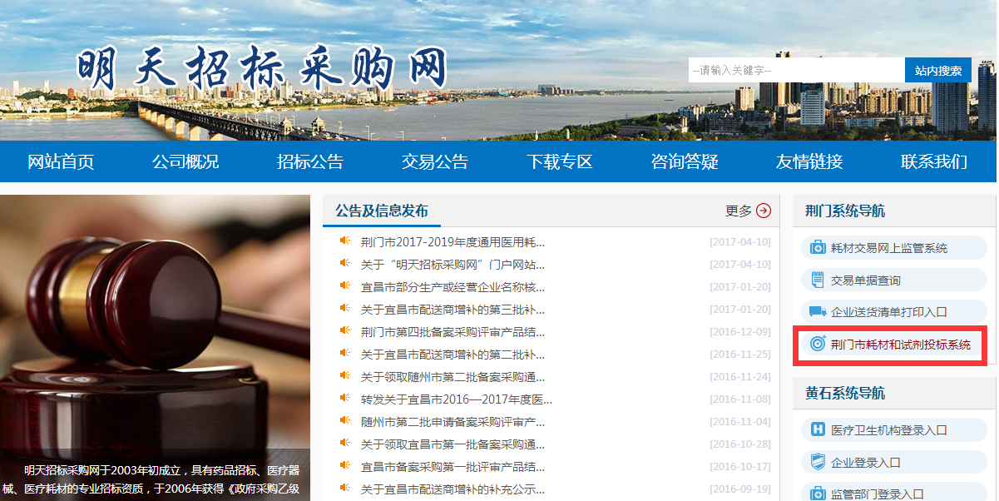 明天招标采购网
--请输入关键字--
站内搜索
网站首页 公司概况 招标公告 交易公告 下载专区 咨询答疑 友情链接 联系我们
明天招标采购网于2003年初成立，具有药品招标、医疗器
械、医疗耗材的专业招标资质，于2006年获得《政府采购乙级
公告及信息发布 更多
荆门市2017-2019年度通用医用耗... [2017-04-10]
关于“明天招标采购网”门户网站... [2017-04-10]
宜昌市部分生产或经营企业名称核... [2017-01-20]
关于宜昌市配送商增补的第三批补... [2017-01-20]
荆门市第四批备案采购评审产品结... [2016-12-09]
关于宜昌市配送商增补的第二批补... [2016-11-25]
关于领取随州市第二批备案采购通... [2016-11-24]
转发关于宜昌市2016—2017年度医... [2016-11-08]
随州市第二批申请备案采购评审产... [2016-11-04]
关于领取宜昌市第一批备案采购通... [2016-10-28]
宜昌市备案采购第一批评审产品结... [2016-10-17]
关于宜昌市配送商增补的补充公示... [2016-09-19]
荆门系统导航
耗材交易网上监管系统
交易单据查询
企业送货清单打印入口
荆门市耗材和试剂投标系统
黄石系统导航
医疗卫生机构登录入口
企业登录入口
监管部门登录入口